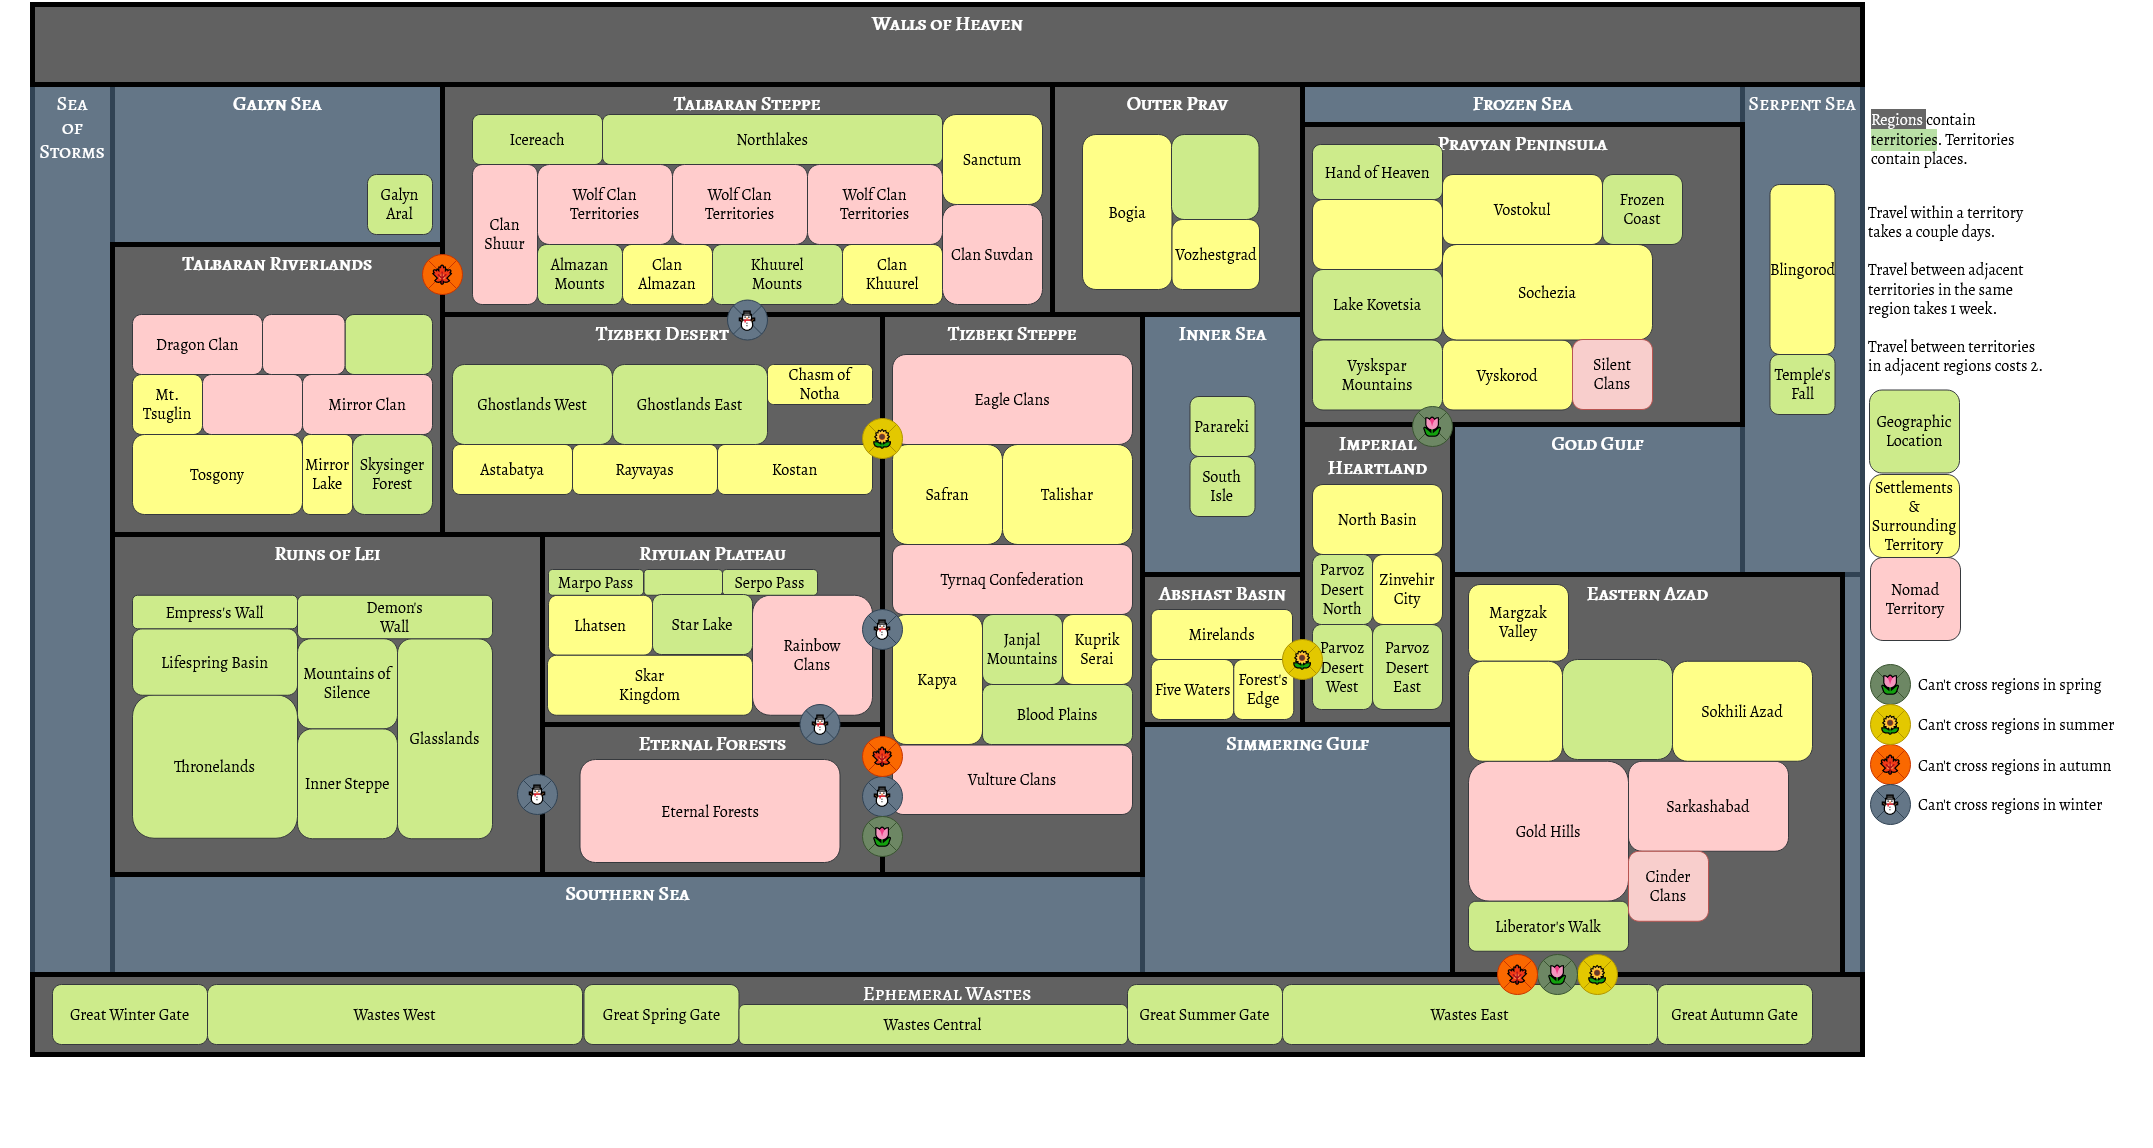 Walls of Heaven
Sea
of
Storms
Galyn Sea
Galyn
Aral
Talbaran Steppe
Icereach
Northlakes
Sanctum
Clan
Shuur
Wolf Clan
Territories
Wolf Clan
Territories
Wolf Clan
Territories
Clan Suvdan
Almazan
Mounts
Clan
Almazan
Khuurel
Mounts
Clan
Khuurel
Outer Prav
Bogia
Vozhestgrad
Frozen Sea
Pravyan Peninsula
Hand of Heaven
Vostokul
Frozen
Coast
Lake Kovetsia
Sochezia
Vyskspar
Mountains
Vyskorod
Silent
Clans
Serpent Sea
Blingorod
Temple's
Fall
Talbaran Riverlands
Dragon Clan
Mt.
Tsuglin
Mirror Clan
Tosgony
Mirror
Lake
Skysinger
Forest
Tizbeki Desert
Ghostlands West
Ghostlands East
Chasm of
Notha
Astabatya
Rayvayas
Kostan
Tizbeki Steppe
Eagle Clans
Safran
Talishar
Tyrnaq Confederation
Kapya
Janjal
Mountains
Kuprik
Serai
Blood Plains
Vulture Clans
Inner Sea
Parareki
South
Isle
Imperial
Heartland
North Basin
Parvoz
Desert
North
Zinvehir
City
Parvoz
Desert
West
Parvoz
Desert
East
Gold Gulf
Ruins of Lei
Empress's Wall
Demon's
Wall
Lifespring Basin
Mountains of
Silence
Glasslands
Thronelands
Inner Steppe
Riyulan Plateau
Marpo Pass
Serpo Pass
Lhatsen
Star Lake
Rainbow
Clans
Skar
Kingdom
Eternal Forests
Eternal Forests
Abshast Basin
Mirelands
Five Waters
Forest's
Edge
Simmering Gulf
Eastern Azad
Margzak
Valley
Sokhili Azad
Gold Hills
Sarkashabad
Cinder
Clans
Liberator's Walk
Southern Sea
Ephemeral Wastes
Great Winter Gate
Wastes West
Great Spring Gate
Wastes Central
Great Summer Gate
Wastes East
Great Autumn Gate
Regions contain
territories. Territories
contain places.
Travel within a territory
takes a couple days.
Travel between adjacent
territories in the same
region takes 1 week.
Travel between territories
in adjacent regions costs 2.
Geographic
Location
Settlements
&
Surrounding
Territory
Nomad
Territory
Can't cross regions in spring
Can't cross regions in summer
Can't cross regions in autumn
Can't cross regions in winter